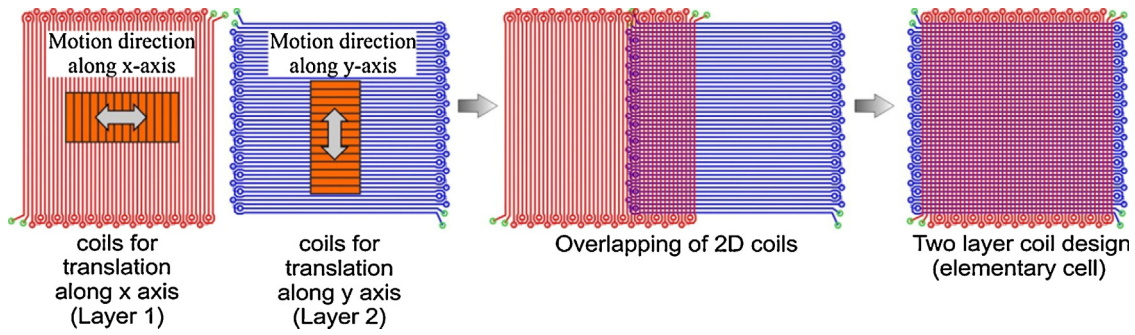 Motion direction
along x-axis
Motion direction
along y-axis
coils for
translation
along x axis
(Layer 1)
coils for
translation
along y axis
(Layer 2)
Overlapping of 2D coils
Two layer coil design
(elementary cell)